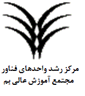 مرکز رشد واحدهای فناور
مجتمع آموزش عالی بم